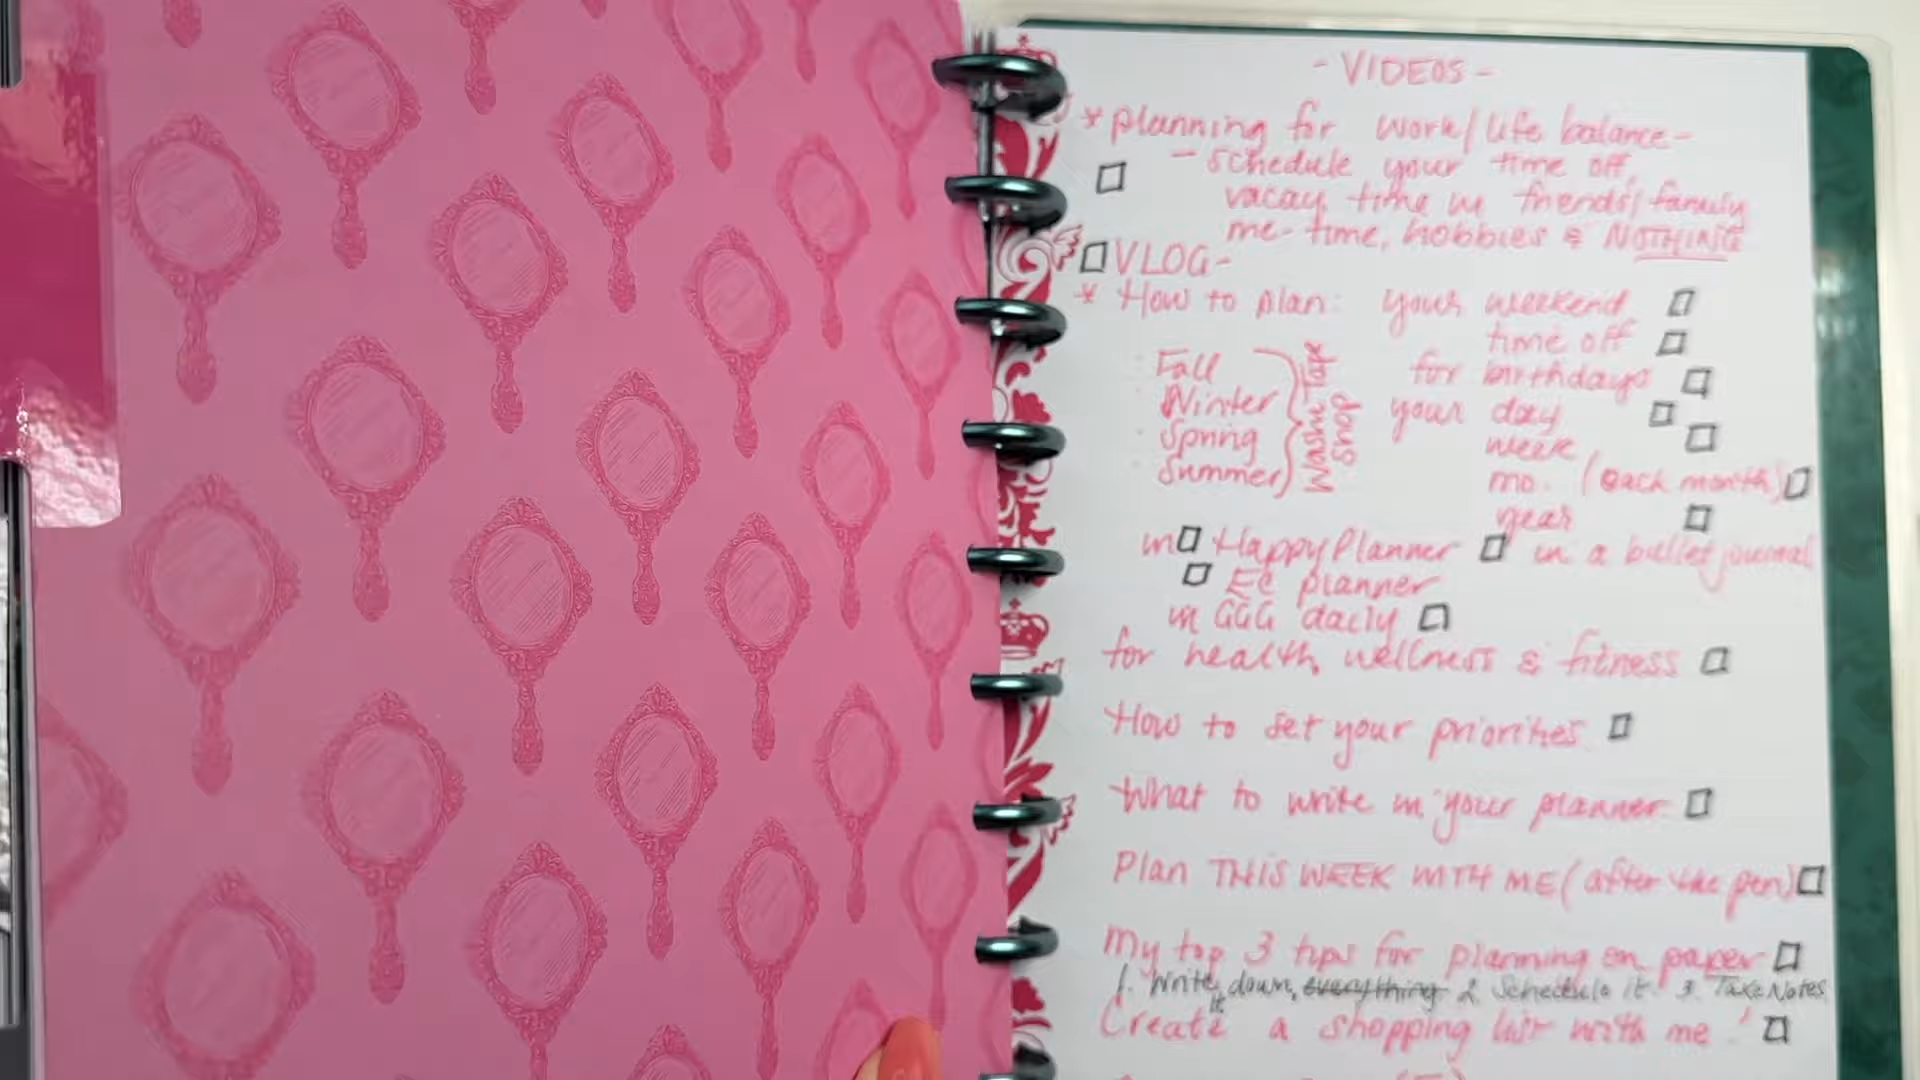 - VIDEOS -
* planning for work/life balance -
- schedule your time off
vacay time w friends/family
me-time, hobbies & NOTHING
VLOG -
* How to plan: your weekend
time off
Fall
for birthdays
Winter
your day
Spring
week
Summer
Washi Tape
Shop
mo. (each month)
year
in Happy Planner in a bullet journal
EC planner
in GGG daily
for health, wellness & fitness
How to set your priorities
What to write in your planner
Plan THIS WEEK WITH ME (after the pen)
My top 3 tips for planning on paper
1. Write it down, everything 2. Schedule it. 3. Take Notes
Create a shopping list with me!